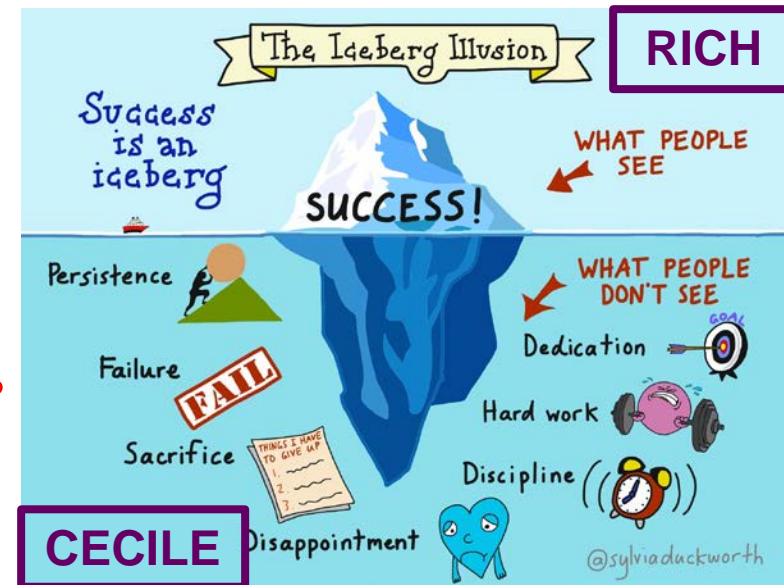 The Iceberg Illusion
RICH
Success
is an
iceberg
WHAT PEOPLE
SEE
SUCCESS!
Persistence
WHAT PEOPLE
DON'T SEE
GOAL
Dedication
Failure
FAIL
Hard work
Sacrifice
THINGS I HAVE
TO GIVE UP
1.
2.
3.
Discipline
CECILE
Disappointment
@sylviaduckworth